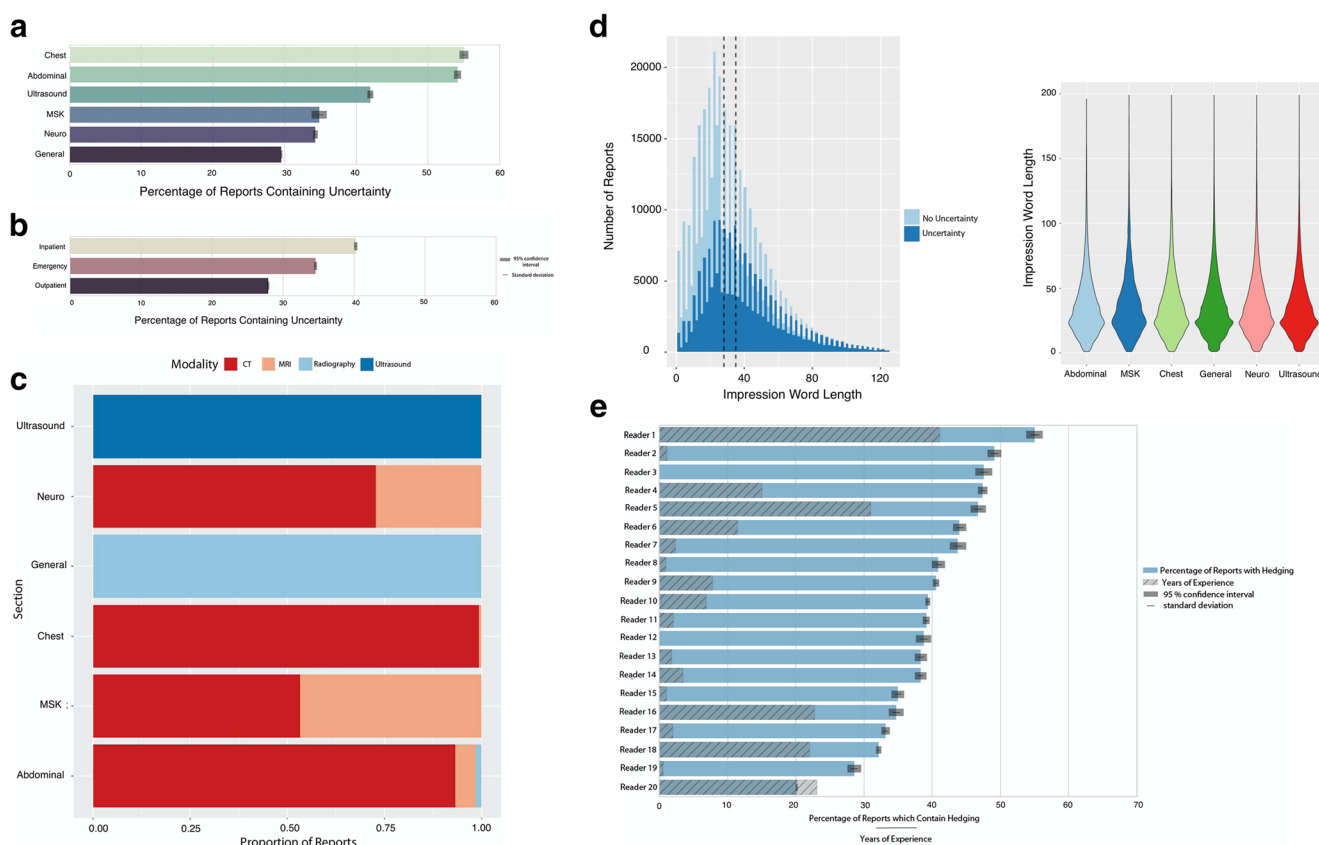 a
Chest
Abdominal
Ultrasound
MSK
Neuro
General
0 10 20 30 40 50 60
Percentage of Reports Containing Uncertainty
b
Inpatient
Emergency
Outpatient
95% confidence
interval
Standard deviation
0 10 20 30 40 50 60
Percentage of Reports Containing Uncertainty
c
Modality CT MRI Radiography Ultrasound
Section
Ultrasound
Neuro
General
Chest
MSK :
Abdominal
0.00 0.25 0.50 0.75 1.00
Proportion of Reports
d
Number of Reports
20000
15000
10000
5000
0
0 40 80 120
Impression Word Length
No Uncertainty
Uncertainty
Impression Word Length
200
150
100
50
0
Abdominal MSK Chest General Neuro Ultrasound
e
Reader 1
Reader 2
Reader 3
Reader 4
Reader 5
Reader 6
Reader 7
Reader 8
Reader 9
Reader 10
Reader 11
Reader 12
Reader 13
Reader 14
Reader 15
Reader 16
Reader 17
Reader 18
Reader 19
Reader 20
0 10 20 30 40 50 60 70
Percentage of Reports which Contain Hedging
Years of Experience
Percentage of Reports with Hedging
Years of Experience
95 % confidence interval
standard deviation